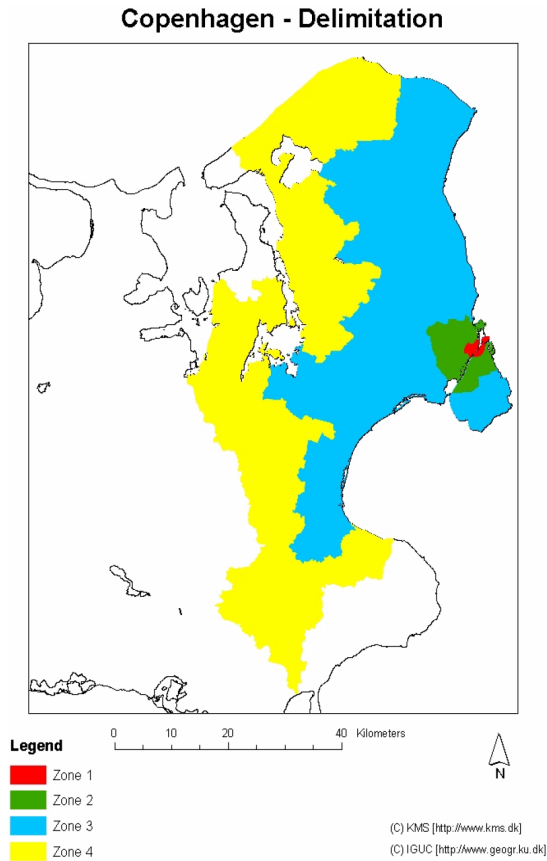 Copenhagen - Delimitation
0 10 20 40 Kilometers
Legend
Zone 1
Zone 2
Zone 3
Zone 4
N
(C) KMS [http://www.kms.dk]
(C) IGUC [http://www.geogr.ku.dk]